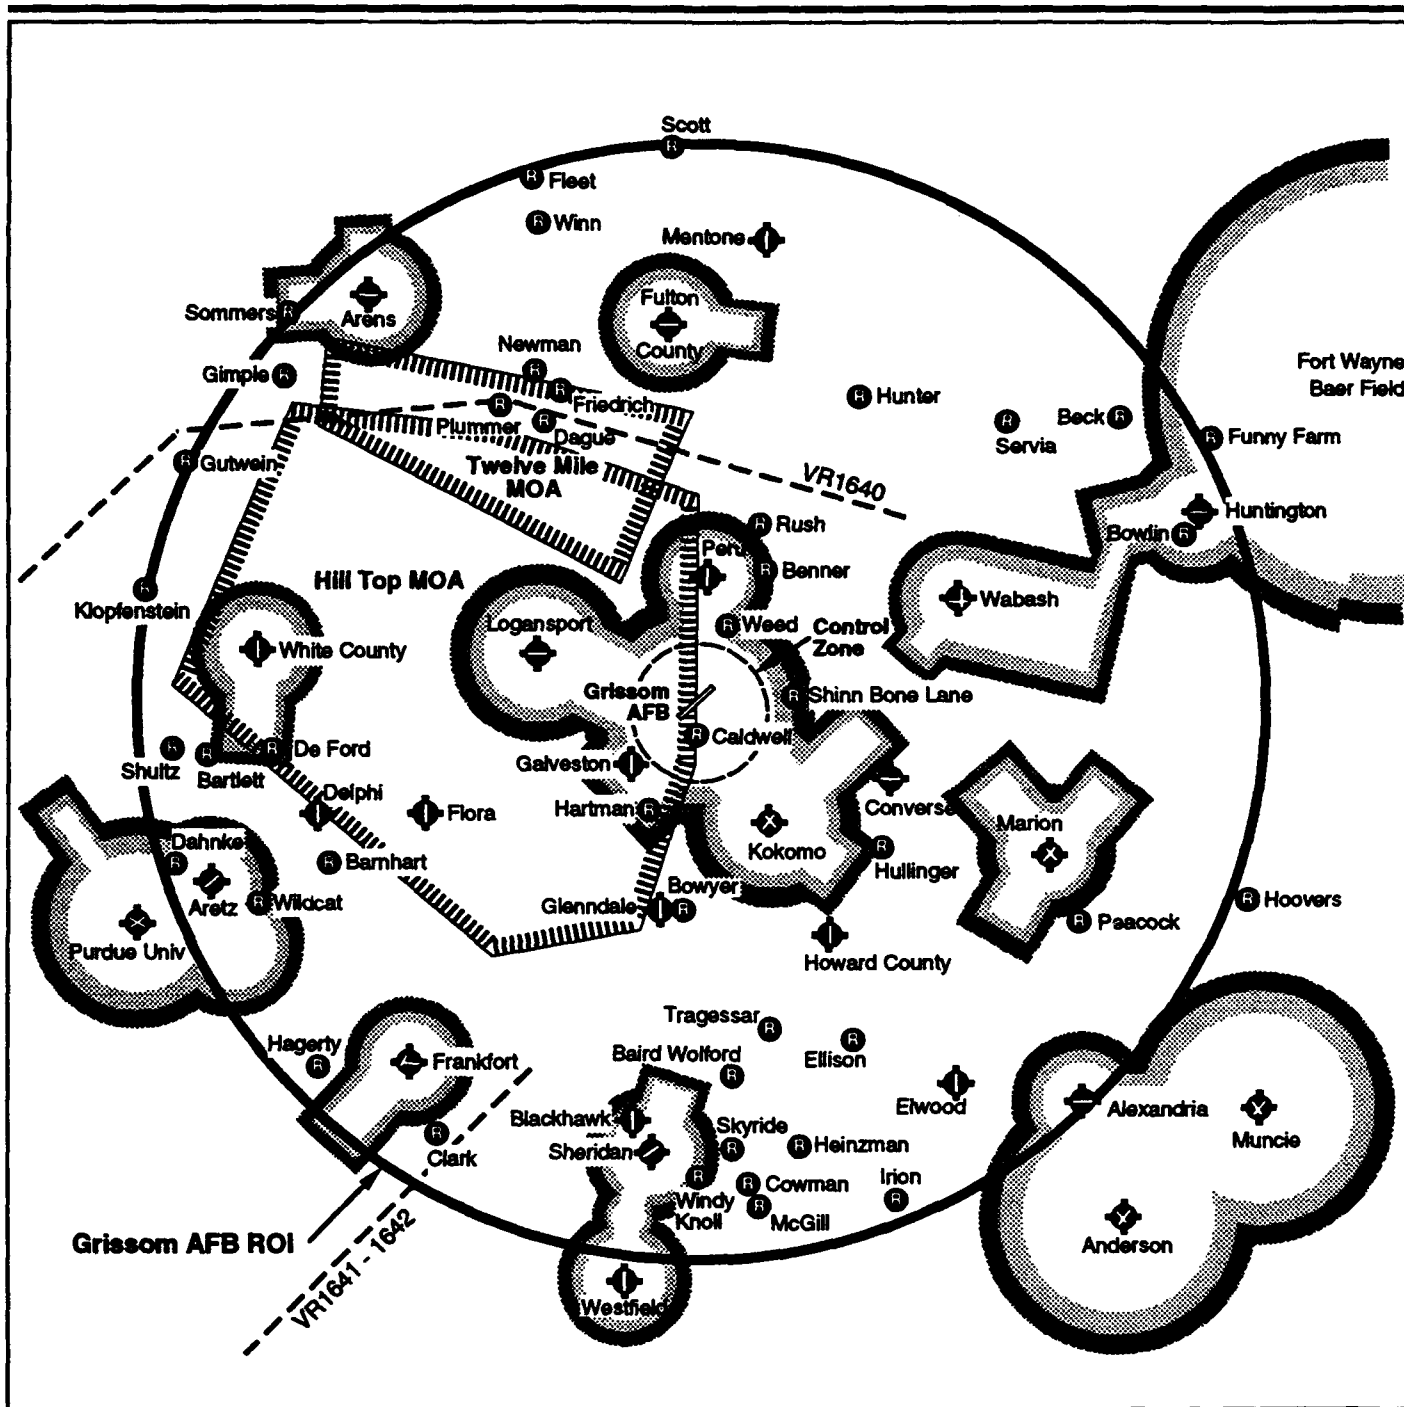 Scott
Fleet
Winn
Mentone
Fulton
County
Sommers
Arens
Newman
Gimple
Friedrich
Plummer
Dague
Hunter
Servia
Beck
Fort Wayne
Baer Field
Funny Farm
Gutwein
Twelve Mile
MOA
VR1640
Huntington
Bowlin
Rush
Peru
Benner
Hill Top MOA
Klopfenstein
Wabash
Logansport
Weed
Control
Zone
White County
Grissom
AFB
Shinn Bone Lane
Caldwell
De Ford
Shultz
Bartlett
Galveston
Delphi
Flora
Hartman
Converse
Marion
Dahnke
Barnhart
Kokomo
Hullinger
Aretz
Wildcat
Glenndale
Bowyer
Hoovers
Peacock
Purdue Univ
Howard County
Tragessar
Hagerty
Frankfort
Baird Wolford
Ellison
Elwood
Alexandria
Muncie
Blackhawk
Skyride
Heinzman
Sheridan
Clark
Cowman
Irion
Windy
Knoll
McGill
Grissom AFB ROI
VR1641 - 1642
Anderson
Westfield